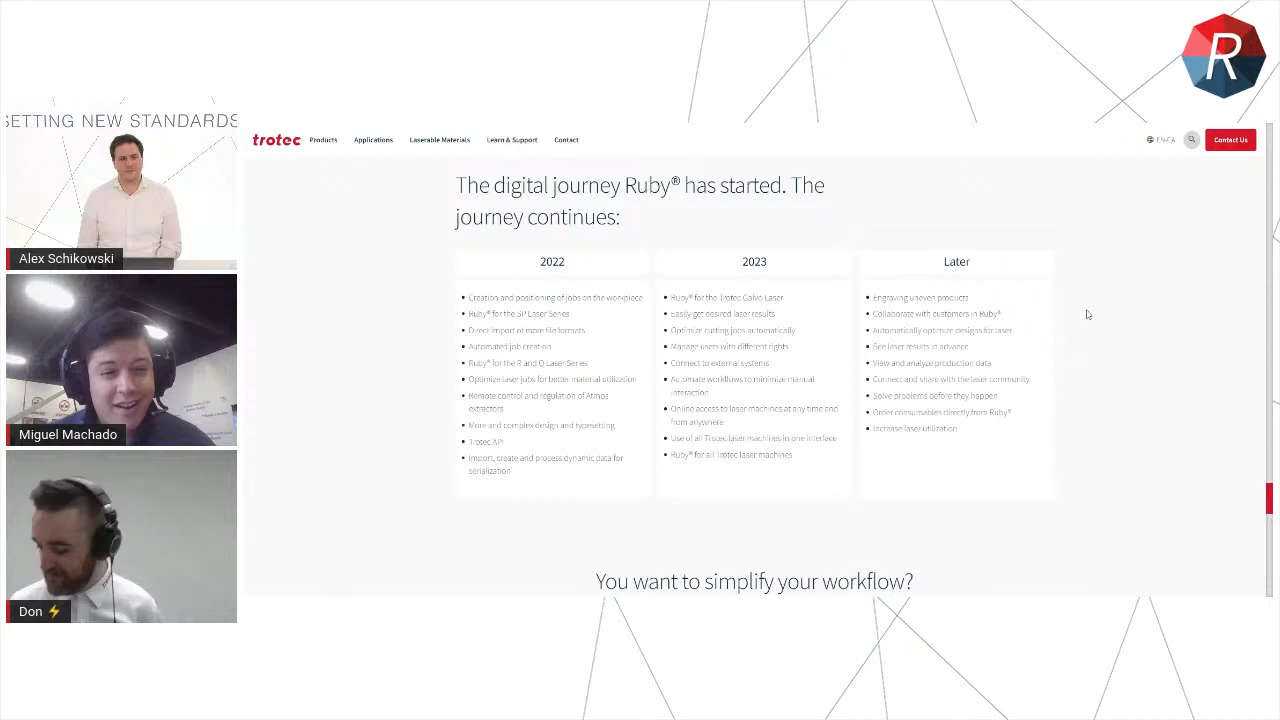 R
SETTING NEW STANDARDS
Alex Schikowski
Miguel Machado
Don ⚡
trotec
Products
Applications
Laserable Materials
Learn & Support
Contact
EN-CA
Contact Us
The digital journey Ruby® has started. The
journey continues:
2022
Creation and positioning of jobs on the workpiece
Ruby® for the SP Laser Series
Direct import of more file formats
Automated job creation
Ruby® for the R and Q Laser Series
Optimize laser jobs for better material utilization
Remote control and regulation of Atmos
extractors
More and complex design and typesetting
Trotec API
Import, create and process dynamic data for
serialization
2023
Ruby® for the Trotec Galvo Laser
Easily get desired laser results
Optimize cutting jobs automatically
Manage users with different rights
Connect to external systems
Automate workflows to minimize manual
interaction
Online access to laser machines at any time and
from anywhere.
Use of all Trotec laser machines in one interface
Ruby® for all Trotec laser machines
Later
Engraving uneven products
Collaborate with customers in Ruby®
Automatically optimize designs for laser
See laser results in advance
View and analyze production data
Connect and share with the laser community
Solve problems before they happen
Order consumables directly from Ruby®
Increase laser utilization
You want to simplify your workflow?